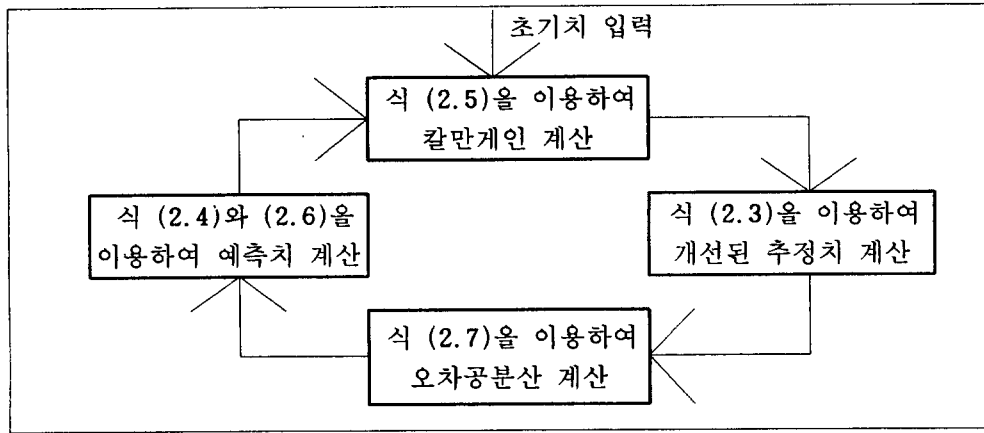 초기치 입력
식 (2.5)을 이용하여
칼만게인 계산
식 (2.4)와 (2.6)을
이용하여 예측치 계산
식 (2.3)을 이용하여
개선된 추정치 계산
식 (2.7)을 이용하여
오차공분산 계산